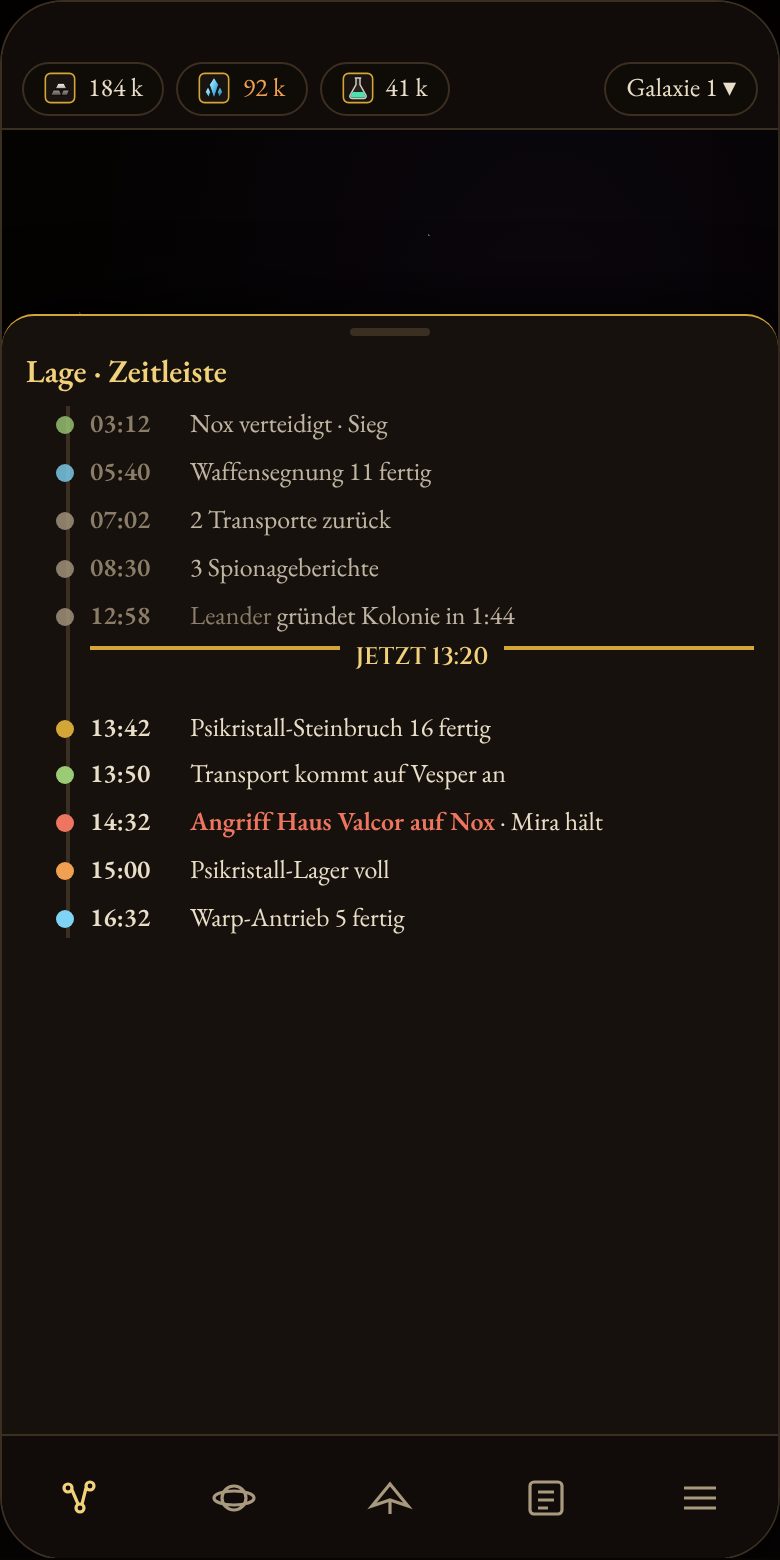 184 k 92 k 41 k Galaxie 1 ▼
Lage · Zeitleiste
03:12 Nox verteidigt · Sieg
05:40 Waffensegnung 11 fertig
07:02 2 Transporte zurück
08:30 3 Spionageberichte
12:58 Leander gründet Kolonie in 1:44
JETZT 13:20
13:42 Psikristall-Steinbruch 16 fertig
13:50 Transport kommt auf Vesper an
14:32 Angriff Haus Valcor auf Nox · Mira hält
15:00 Psikristall-Lager voll
16:32 Warp-Antrieb 5 fertig